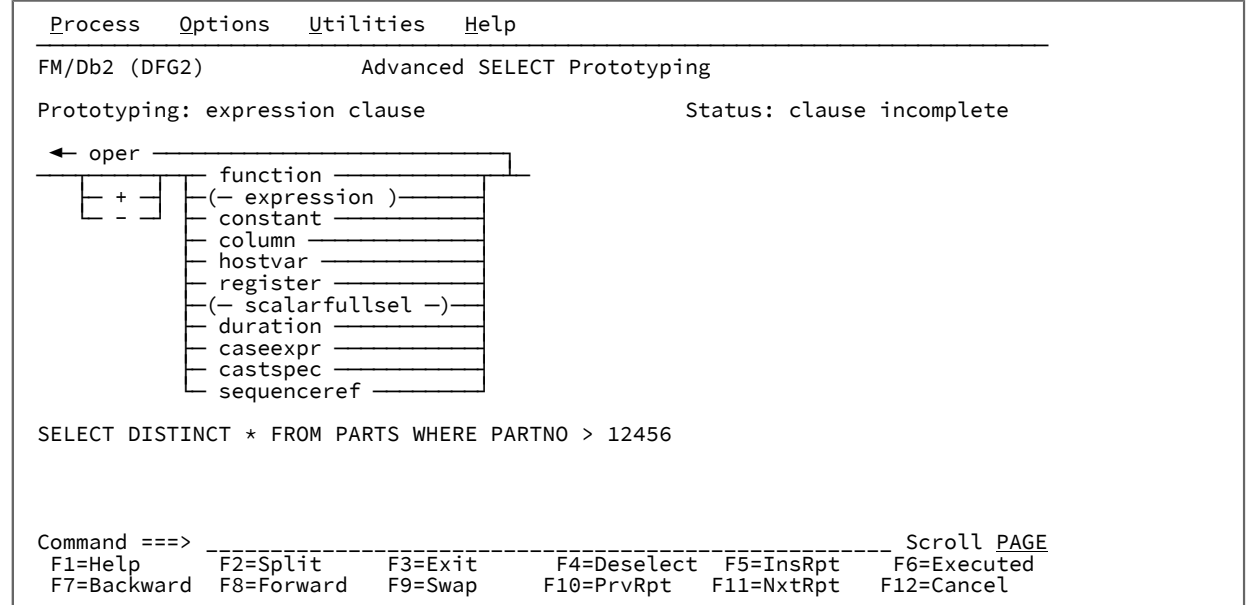 Process Options Utilities Help
FM/Db2 (DFG2) Advanced SELECT Prototyping
Prototyping: expression clause Status: clause incomplete
oper
function
+ (─ expression )
- constant
column
hostvar
register
(─ scalarfullsel ─)
duration
caseexpr
castspec
sequenceref
SELECT DISTINCT * FROM PARTS WHERE PARTNO > 12456
Command ===> _____________________________________________________ Scroll PAGE
F1=Help F2=Split F3=Exit F4=Deselect F5=InsRpt F6=Executed
F7=Backward F8=Forward F9=Swap F10=PrvRpt F11=NxtRpt F12=Cancel